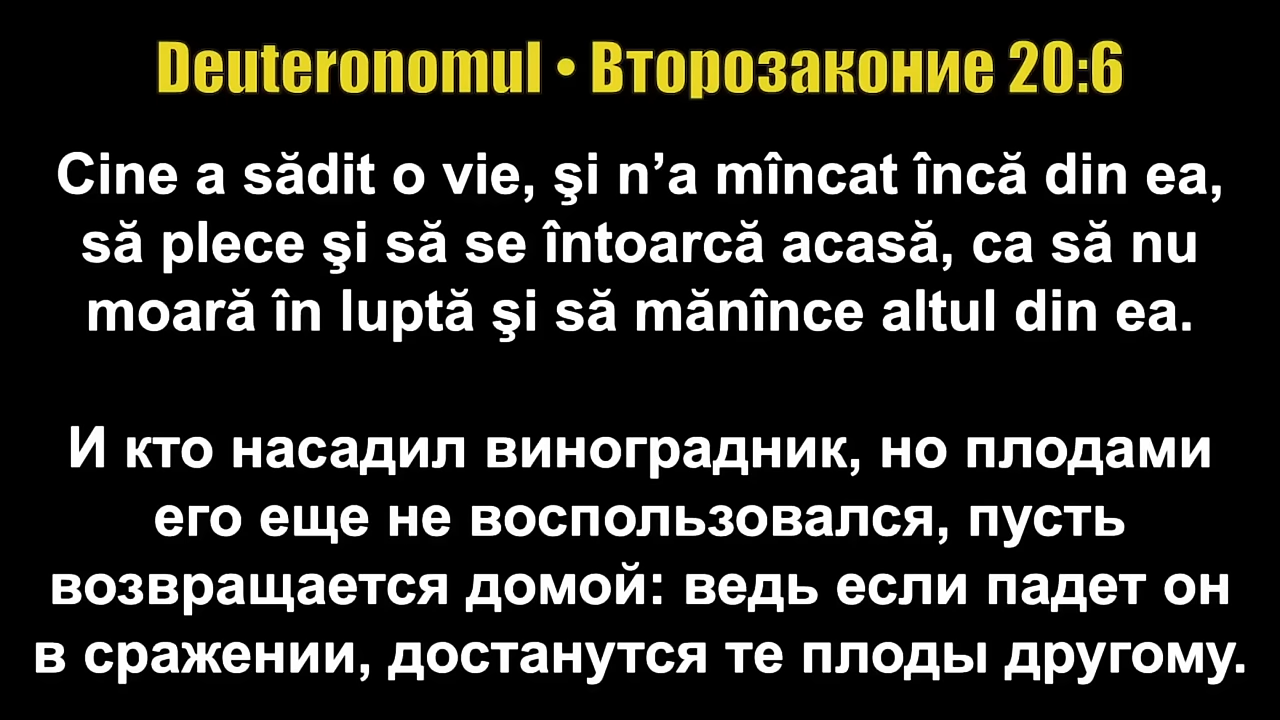 Deuteronomul • Второзаконие 20:6
Cine a sădit o vie, şi n’a mîncat încă din ea,
să plece şi să se întoarcă acasă, ca să nu
moară în luptă şi să mănînce altul din ea.
И кто насадил виноградник, но плодами
его еще не воспользовался, пусть
возвращается домой: ведь если падет он
в сражении, достанутся те плоды другому.